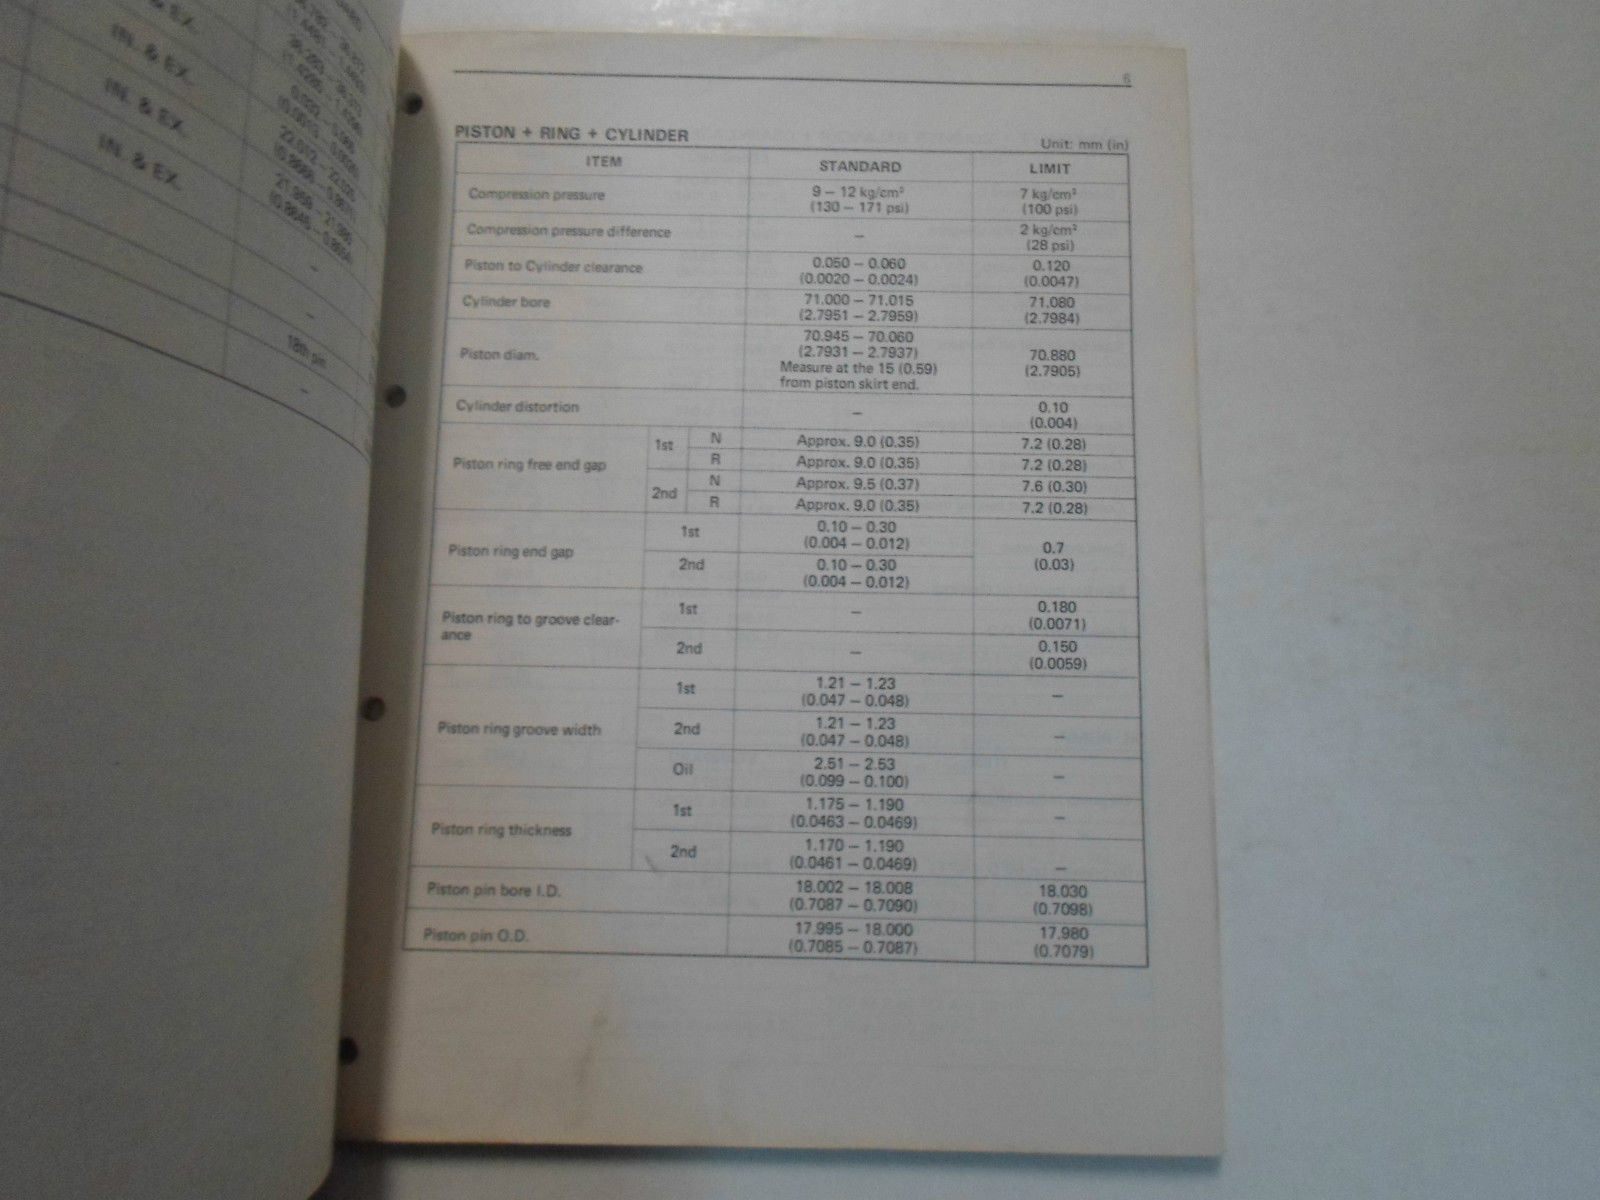 & EX.
IN. & EX.
IN. & EX.
IN. & EX.
18th pin
6
PISTON + RING + CYLINDER
Unit: mm (in)
ITEM STANDARD LIMIT
Compression pressure 9 – 12 kg/cm² 7 kg/cm²
(130 – 171 psi) (100 psi)
Compression pressure difference – 2 kg/cm²
(28 psi)
Piston to Cylinder clearance 0.050 – 0.060 0.120
(0.0020 – 0.0024) (0.0047)
Cylinder bore 71.000 – 71.015 71.080
(2.7951 – 2.7959) (2.7984)
Piston diam. 70.945 – 70.060 70.880
(2.7931 – 2.7937) (2.7905)
Measure at the 15 (0.59)
from piston skirt end.
Cylinder distortion – 0.10
(0.004)
Piston ring free end gap 1st N Approx. 9.0 (0.35) 7.2 (0.28)
R Approx. 9.0 (0.35) 7.2 (0.28)
2nd N Approx. 9.5 (0.37) 7.6 (0.30)
R Approx. 9.0 (0.35) 7.2 (0.28)
Piston ring end gap 1st 0.10 – 0.30 0.7
(0.004 – 0.012) (0.03)
2nd 0.10 – 0.30
(0.004 – 0.012)
Piston ring to groove clear-
ance
1st – 0.180
(0.0071)
2nd – 0.150
(0.0059)
Piston ring groove width 1st 1.21 – 1.23 –
(0.047 – 0.048)
2nd 1.21 – 1.23 –
(0.047 – 0.048)
Oil 2.51 – 2.53 –
(0.099 – 0.100)
Piston ring thickness 1st 1.175 – 1.190 –
(0.0463 – 0.0469)
2nd 1.170 – 1.190 –
(0.0461 – 0.0469)
Piston pin bore I.D. 18.002 – 18.008 18.030
(0.7087 – 0.7090) (0.7098)
Piston pin O.D. 17.995 – 18.000 17.980
(0.7085 – 0.7087) (0.7079)